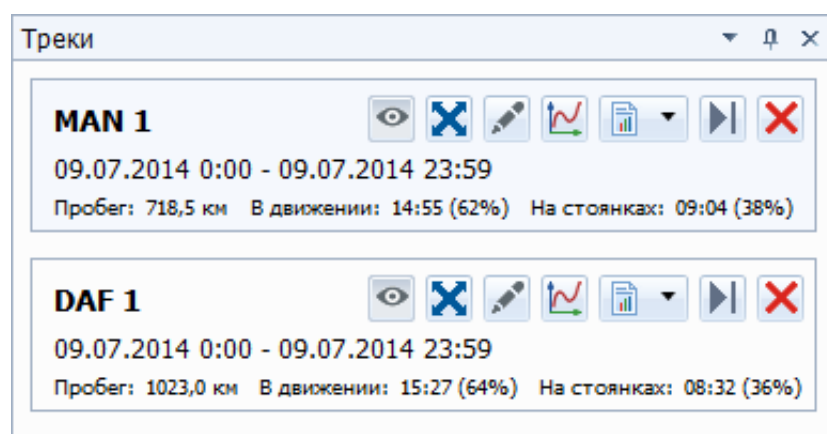 Треки
MAN 1
09.07.2014 0:00 - 09.07.2014 23:59
Пробег: 718,5 км В движении: 14:55 (62%) На стоянках: 09:04 (38%)
DAF 1
09.07.2014 0:00 - 09.07.2014 23:59
Пробег: 1023,0 км В движении: 15:27 (64%) На стоянках: 08:32 (36%)